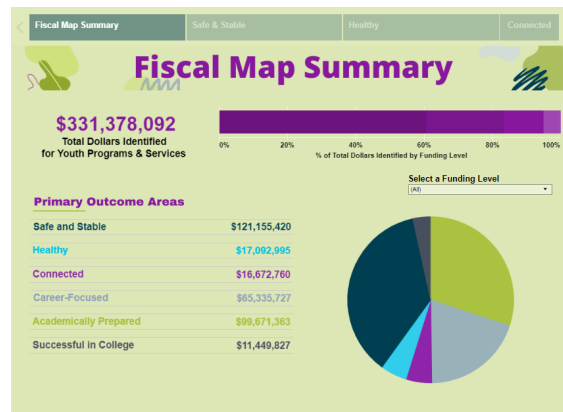 Fiscal Map Summary
Safe & Stable
Healthy
Connected
Fiscal Map Summary
$331,378,092
Total Dollars Identified
for Youth Programs & Services
0% 20% 40% 60% 80% 100%
% of Total Dollars Identified by Funding Level
Select a Funding Level
(All)
Primary Outcome Areas
Safe and Stable $121,155,420
Healthy $17,092,995
Connected $16,672,760
Career-Focused $65,335,727
Academically Prepared $99,671,363
Successful in College $11,449,827